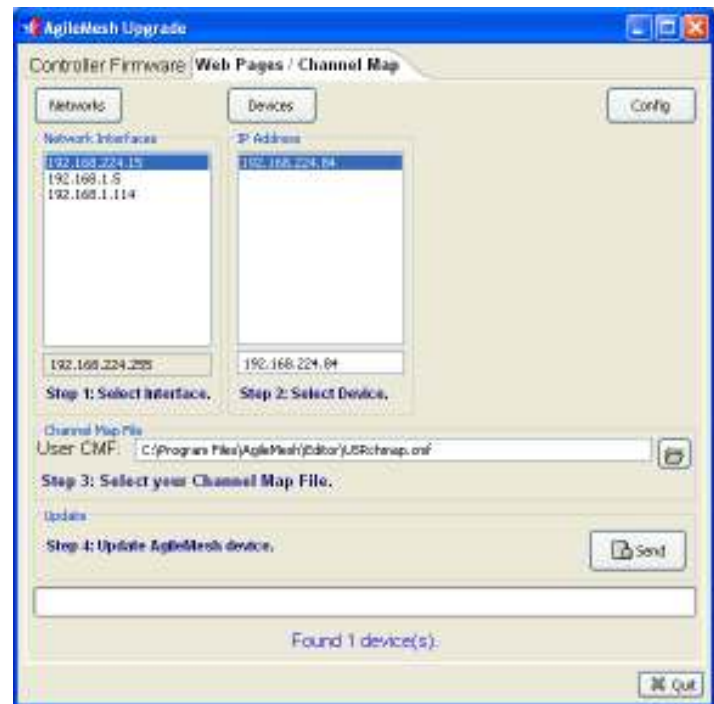 AgileMesh Upgrade
Controller Firmware Web Pages / Channel Map
Networks Devices Config
Network Interfaces IP Address
192.168.224.15 192.168.224.84
192.168.1.5
192.168.1.114
192.168.224.255 192.168.224.84
Step 1: Select Interface. Step 2: Select Device.
Channel Map File
User CMF: C:\Program Files\AgileMesh\Editor\USRchmap.cmf
Step 3: Select your Channel Map File.
Update
Step 4: Update AgileMesh device.
Send
Found 1 device(s).
Quit